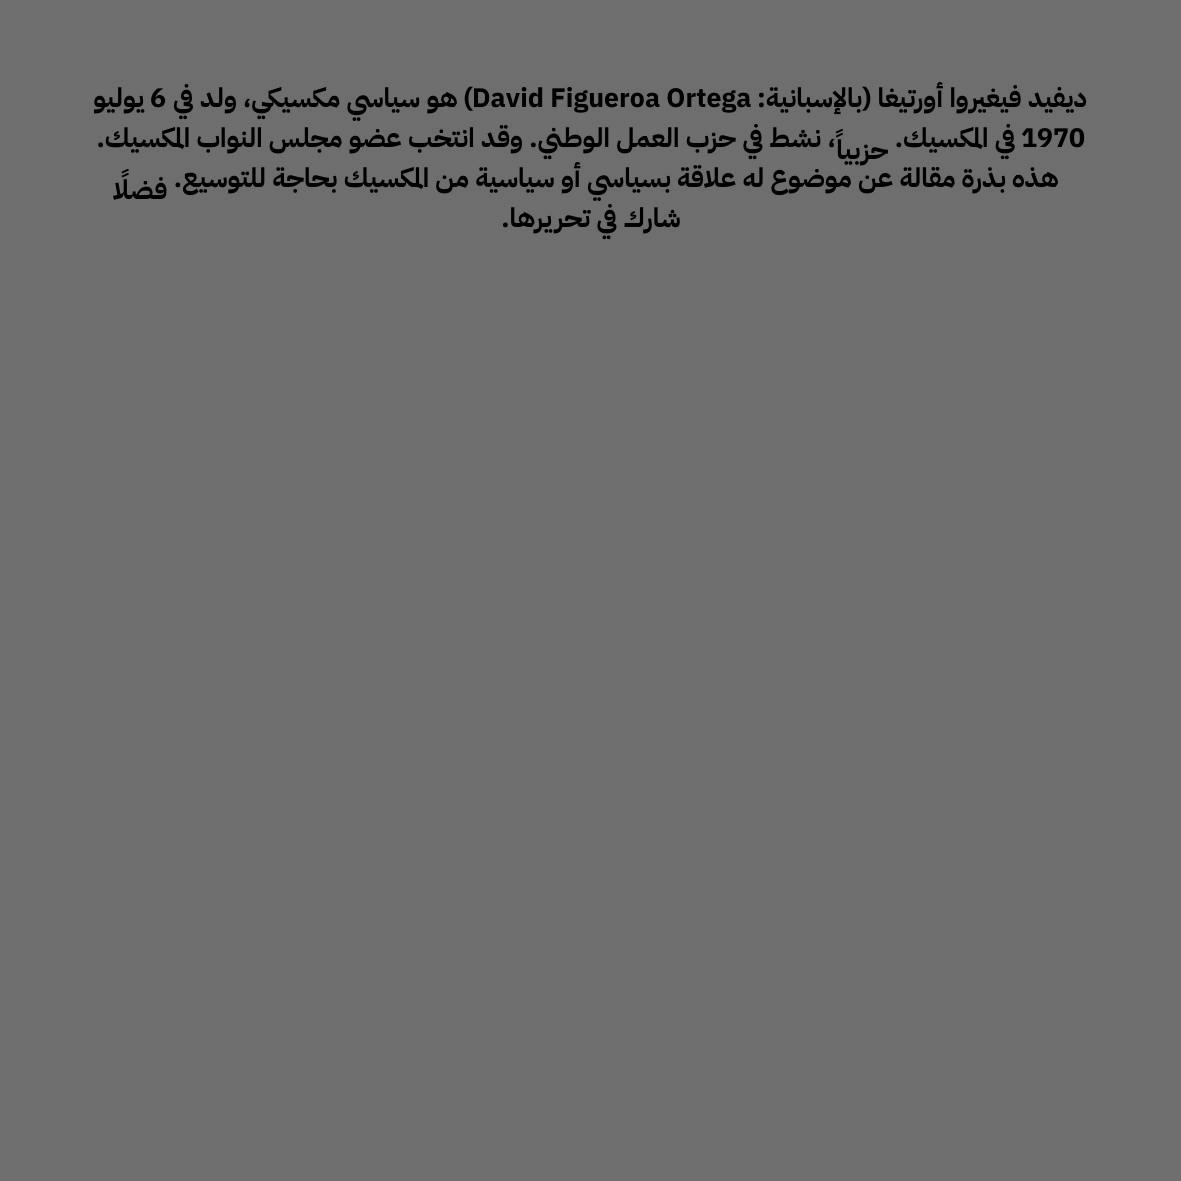 ديفيد فيغيروا أورتيغا (بالإسبانية: David Figueroa Ortega) هو سياسي مكسيكي، ولد في 6 يوليو
1970 في المكسيك. حزبياً، نشط في حزب العمل الوطني. وقد انتخب عضو مجلس النواب المكسيك.
هذه بذرة مقالة عن موضوع له علاقة بسياسي أو سياسية من المكسيك بحاجة للتوسيع. فضلًا
شارك في تحريرها.